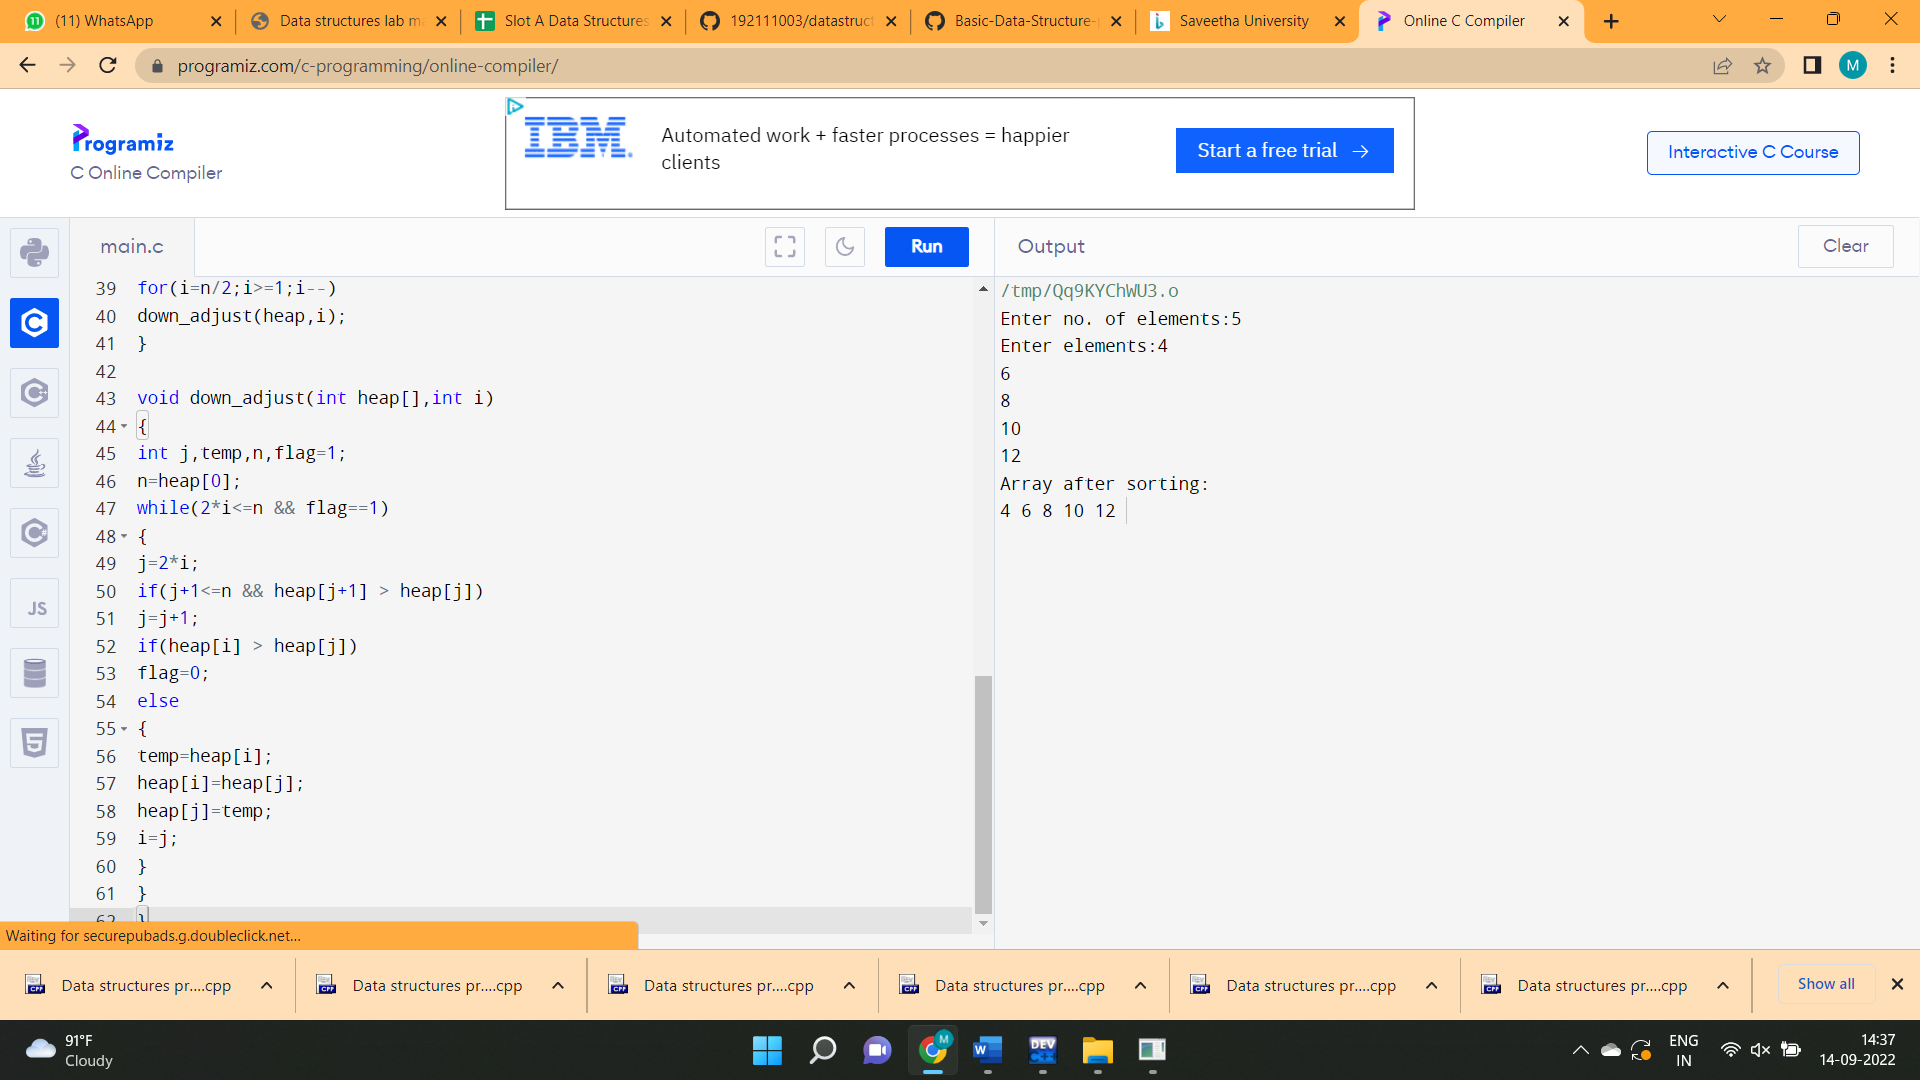 (11) WhatsApp
Data structures lab ma
Slot A Data Structures
192111003/datastruct
Basic-Data-Structure-
Saveetha University
Online C Compiler
programiz.com/c-programming/online-compiler/
M
Programiz
C Online Compiler
IBM
Automated work + faster processes = happier
clients
Start a free trial →
Interactive C Course
main.c
Run
Output
Clear
39 for(i=n/2;i>=1;i--)
40 down_adjust(heap,i);
41 }
42
43 void down_adjust(int heap[],int i)
44 {
45 int j,temp,n,flag=1;
46 n=heap[0];
47 while(2*i<=n && flag==1)
48 {
49 j=2*i;
50 if(j+1<=n && heap[j+1] > heap[j])
51 j=j+1;
52 if(heap[i] > heap[j])
53 flag=0;
54 else
55 {
56 temp=heap[i];
57 heap[i]=heap[j];
58 heap[j]=temp;
59 i=j;
60 }
61 }
62 }
/tmp/Qq9KYChWU3.o
Enter no. of elements:5
Enter elements:4
6
8
10
12
Array after sorting:
4 6 8 10 12
JS
Waiting for securepubads.g.doubleclick.net...
Data structures pr....cpp
Data structures pr....cpp
Data structures pr....cpp
Data structures pr....cpp
Data structures pr....cpp
Data structures pr....cpp
Show all
91°F
Cloudy
ENG
IN
14:37
14-09-2022